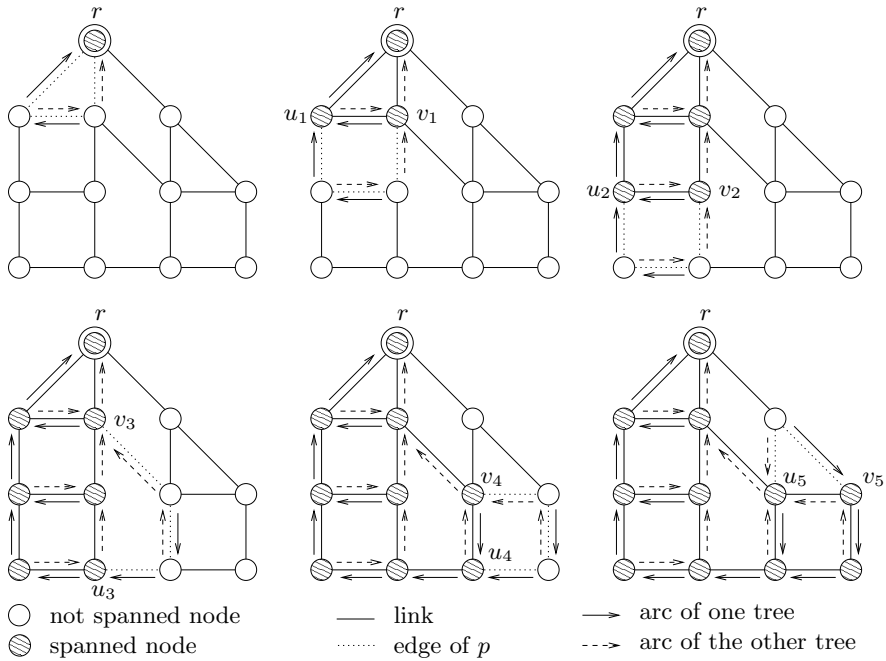 r r r
u₁ v₁
u₂ v₂
r r r
v₃
v₄
u₅ v₅
u₄
u₃
not spanned node link arc of one tree
spanned node edge of p arc of the other tree